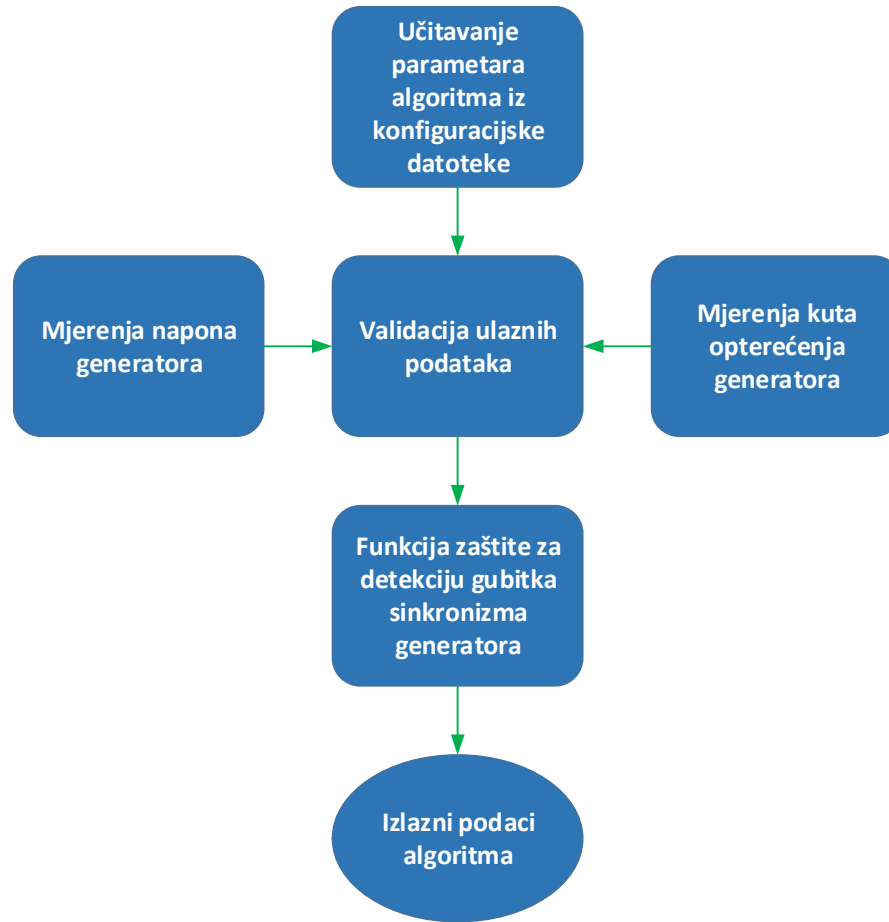 Učitavanje
parametara
algoritma iz
konfiguracijske
datoteke
Mjerenja napona
generatora
Validacija ulaznih
podataka
Mjerenja kuta
opterećenja
generatora
Funkcija zaštite za
detekciju gubitka
sinkronizma
generatora
Izlazni podaci
algoritma